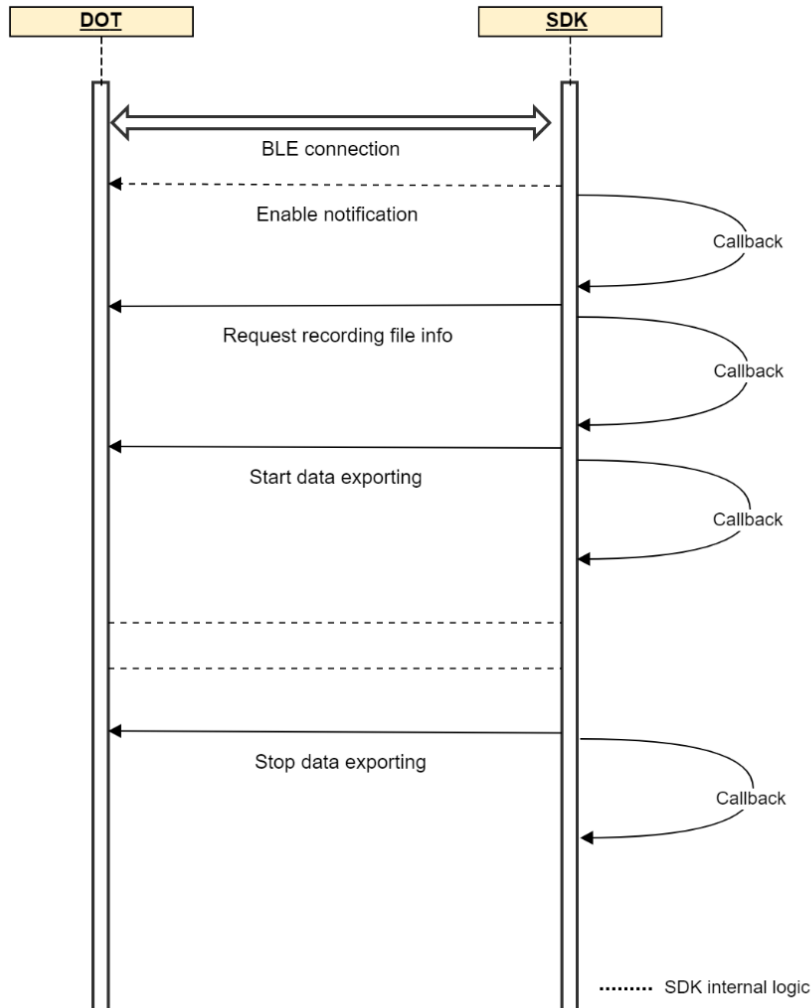 DOT
SDK
BLE connection
Enable notification
Callback
Request recording file info
Callback
Start data exporting
Callback
Stop data exporting
Callback
SDK internal logic